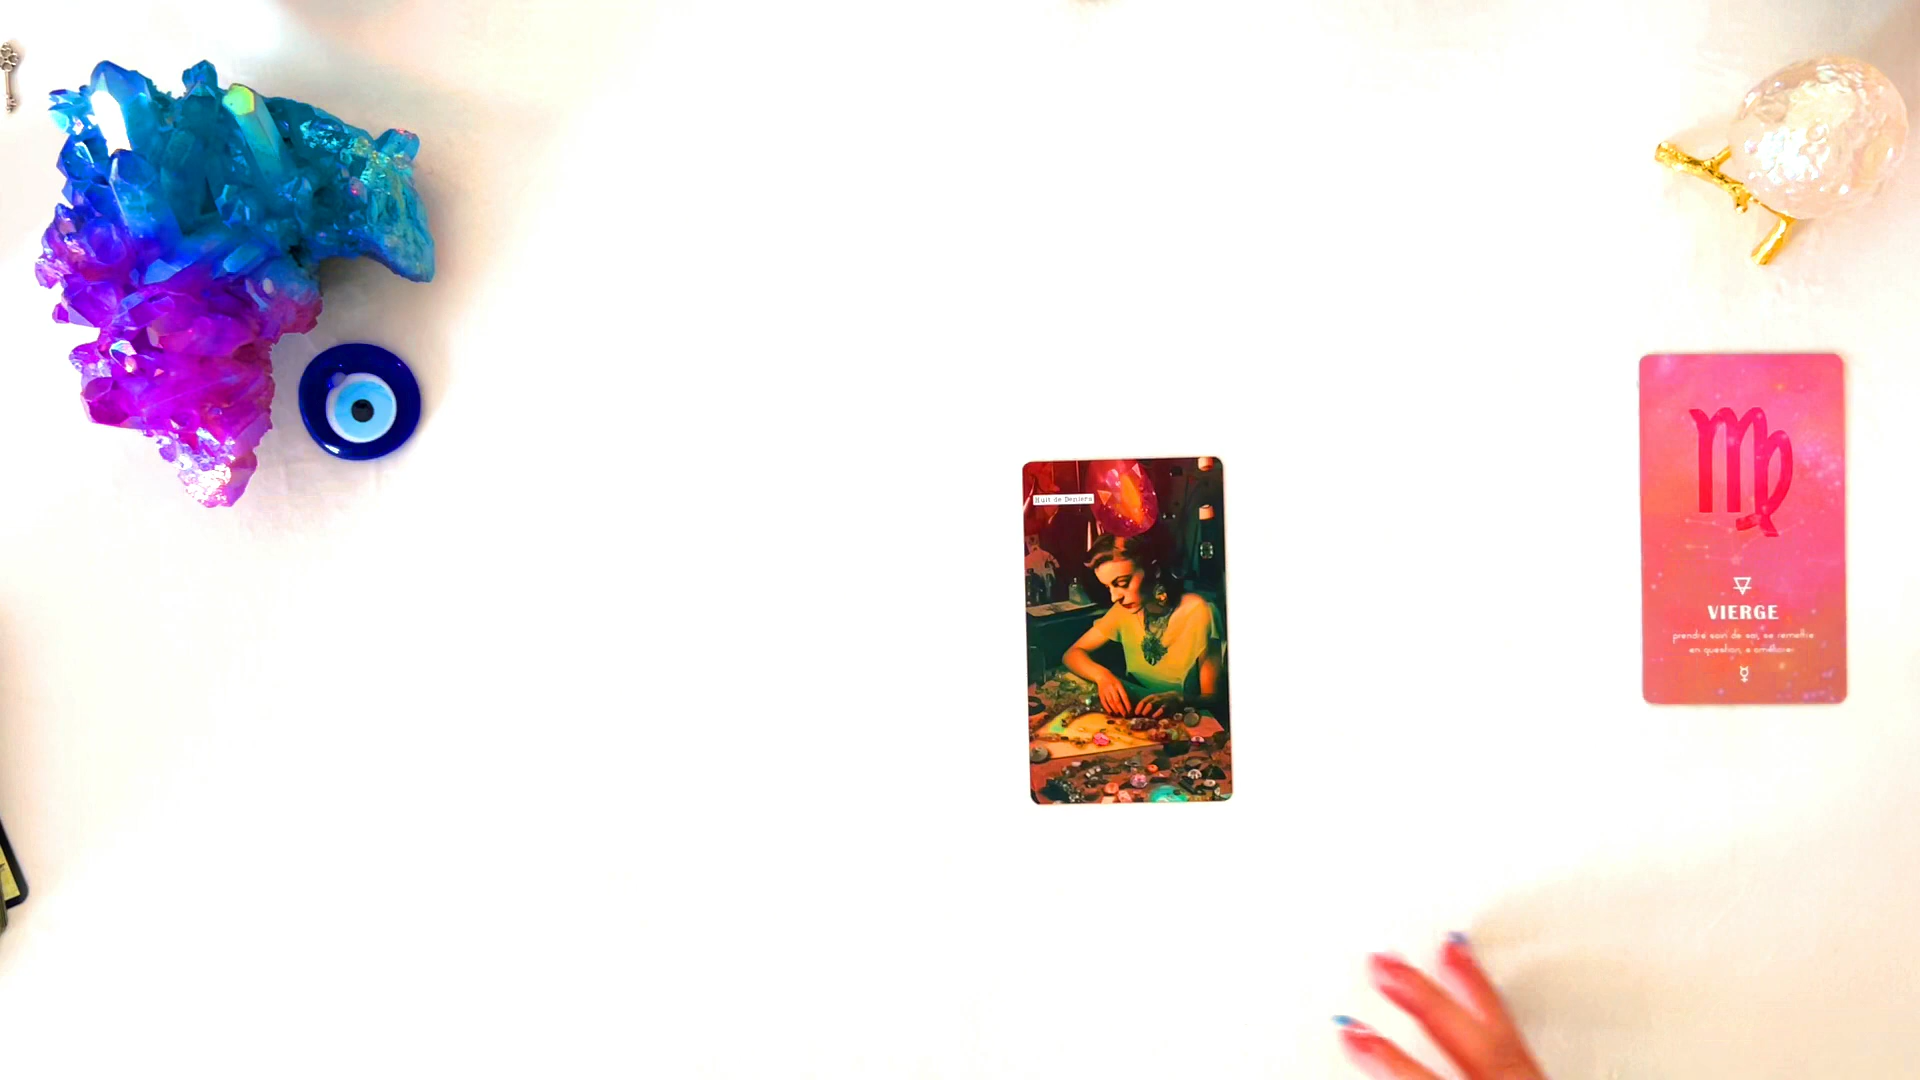 Huit de Deniers
VIERGE
prendre soin de soi, se remettre
en question, s'améliorer